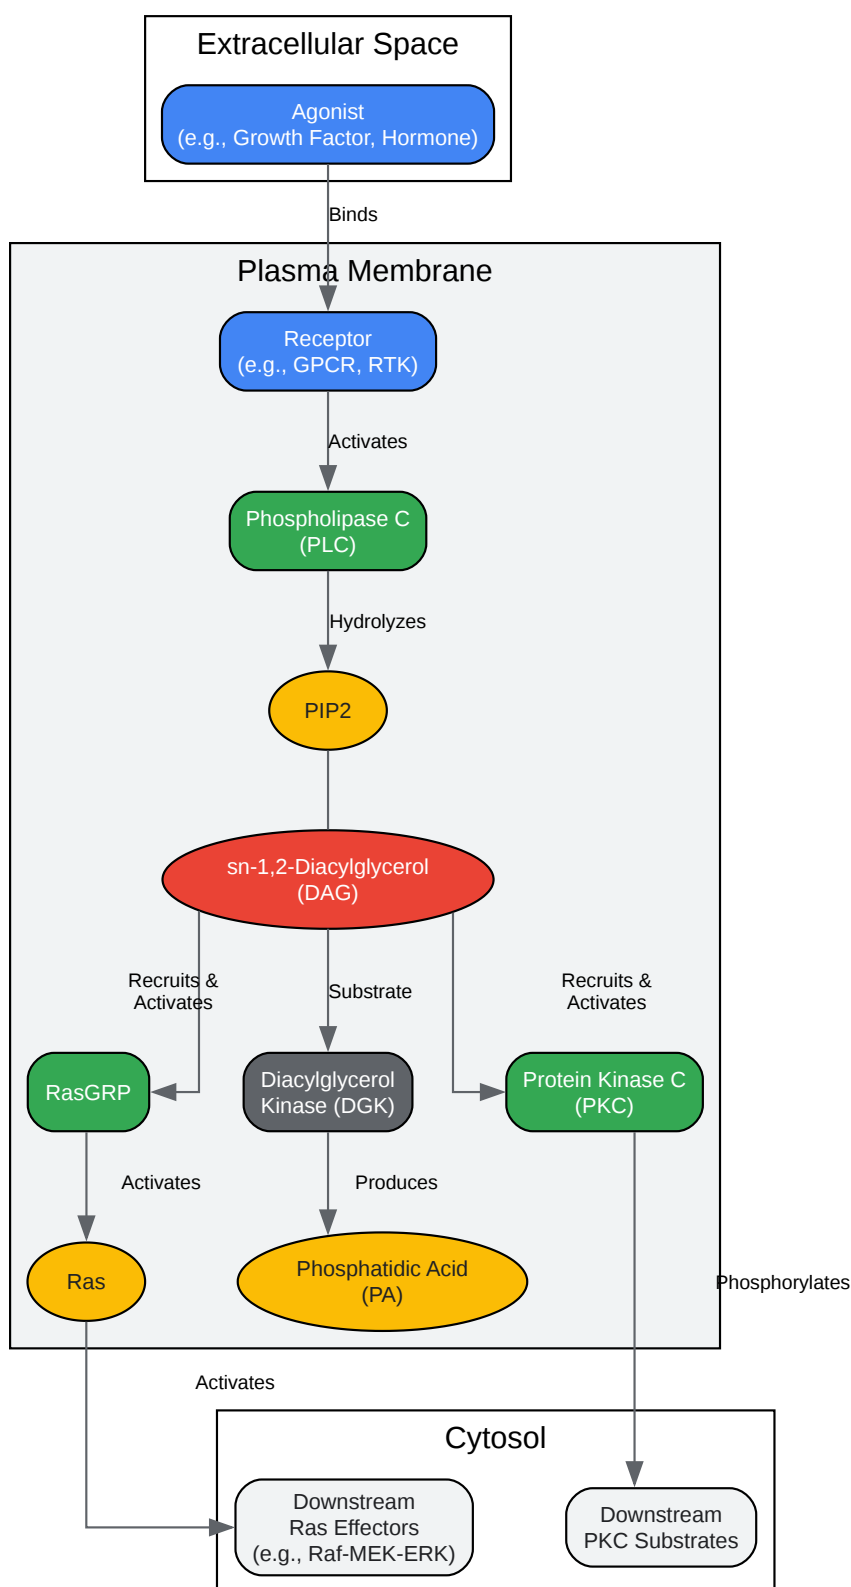 Extracellular Space
Agonist
(e.g., Growth Factor, Hormone)
Binds
Plasma Membrane
Receptor
(e.g., GPCR, RTK)
Activates
Phospholipase C
(PLC)
Hydrolyzes
PIP2
sn-1,2-Diacylglycerol
(DAG)
Recruits &
Activates
Substrate
Recruits &
Activates
RasGRP
Diacylglycerol
Kinase (DGK)
Protein Kinase C
(PKC)
Activates
Produces
Ras
Phosphatidic Acid
(PA)
Phosphorylates
Activates
Cytosol
Downstream
Ras Effectors
(e.g., Raf-MEK-ERK)
Downstream
PKC Substrates